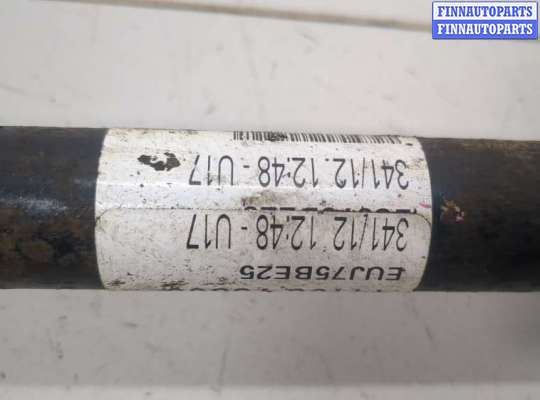 FINNAUTOPARTS
FINNAUTOPARTS
EUJ75BE25
341/12. 12:48 - U17
341/12. 12:48 - U17